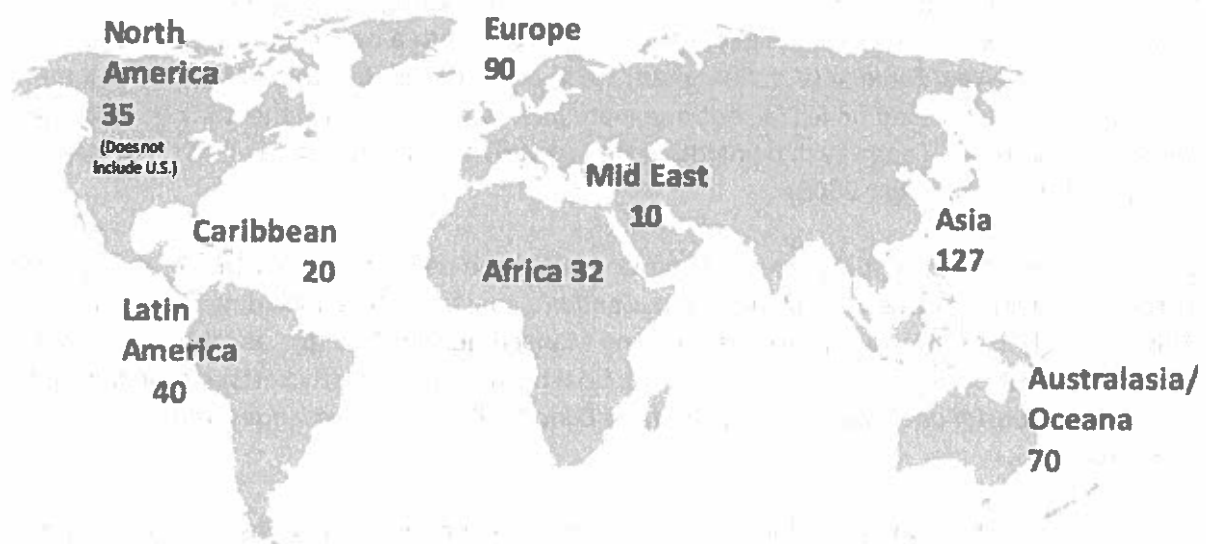 North
America
35
(Does not
include U.S.)
Europe
90
Mid East
10
Asia
127
Caribbean
20
Africa 32
Latin
America
40
Australasia/
Oceana
70